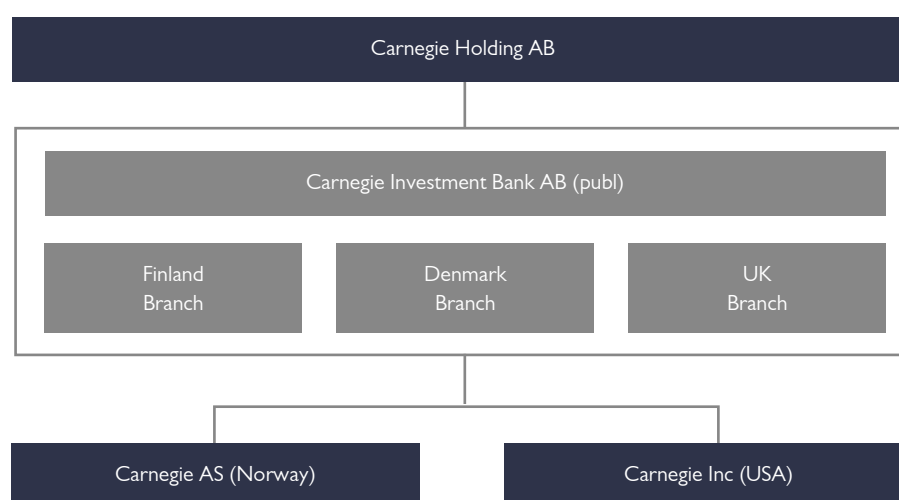 Carnegie Holding AB
Carnegie Investment Bank AB (publ)
Finland
Branch
Denmark
Branch
UK
Branch
Carnegie AS (Norway)
Carnegie Inc (USA)